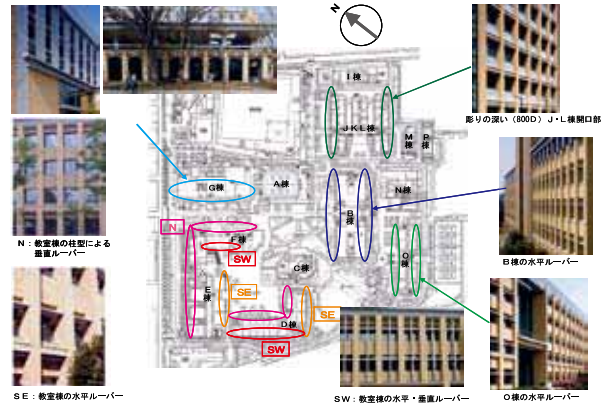 N
I棟
JKL棟
M棟
P棟
彫りの深い（800D）J・L棟開口部
G棟
A棟
N棟
B棟
N：教室棟の柱型による
垂直ルーバー
N
F棟
SW
C棟
O棟
B棟の水平ルーバー
E棟
SE
SE
D棟
SW
SE：教室棟の水平ルーバー
SW：教室棟の水平・垂直ルーバー
O棟の水平ルーバー